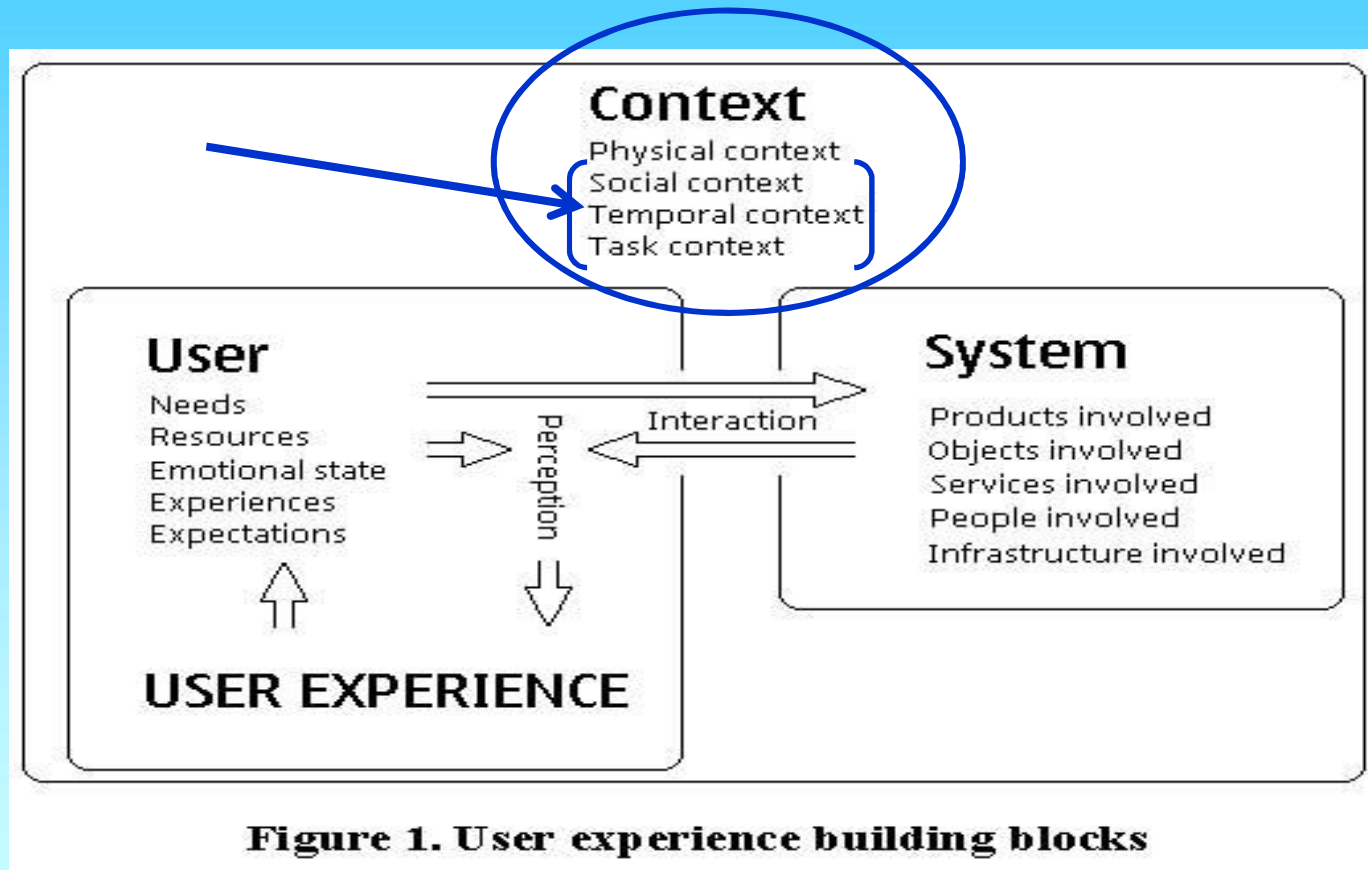 Context
Physical context
Social context
Temporal context
Task context
User
Needs
Resources
Emotional state
Experiences
Expectations
Perception
Interaction
USER EXPERIENCE
System
Products involved
Objects involved
Services involved
People involved
Infrastructure involved
Figure 1. User experience building blocks